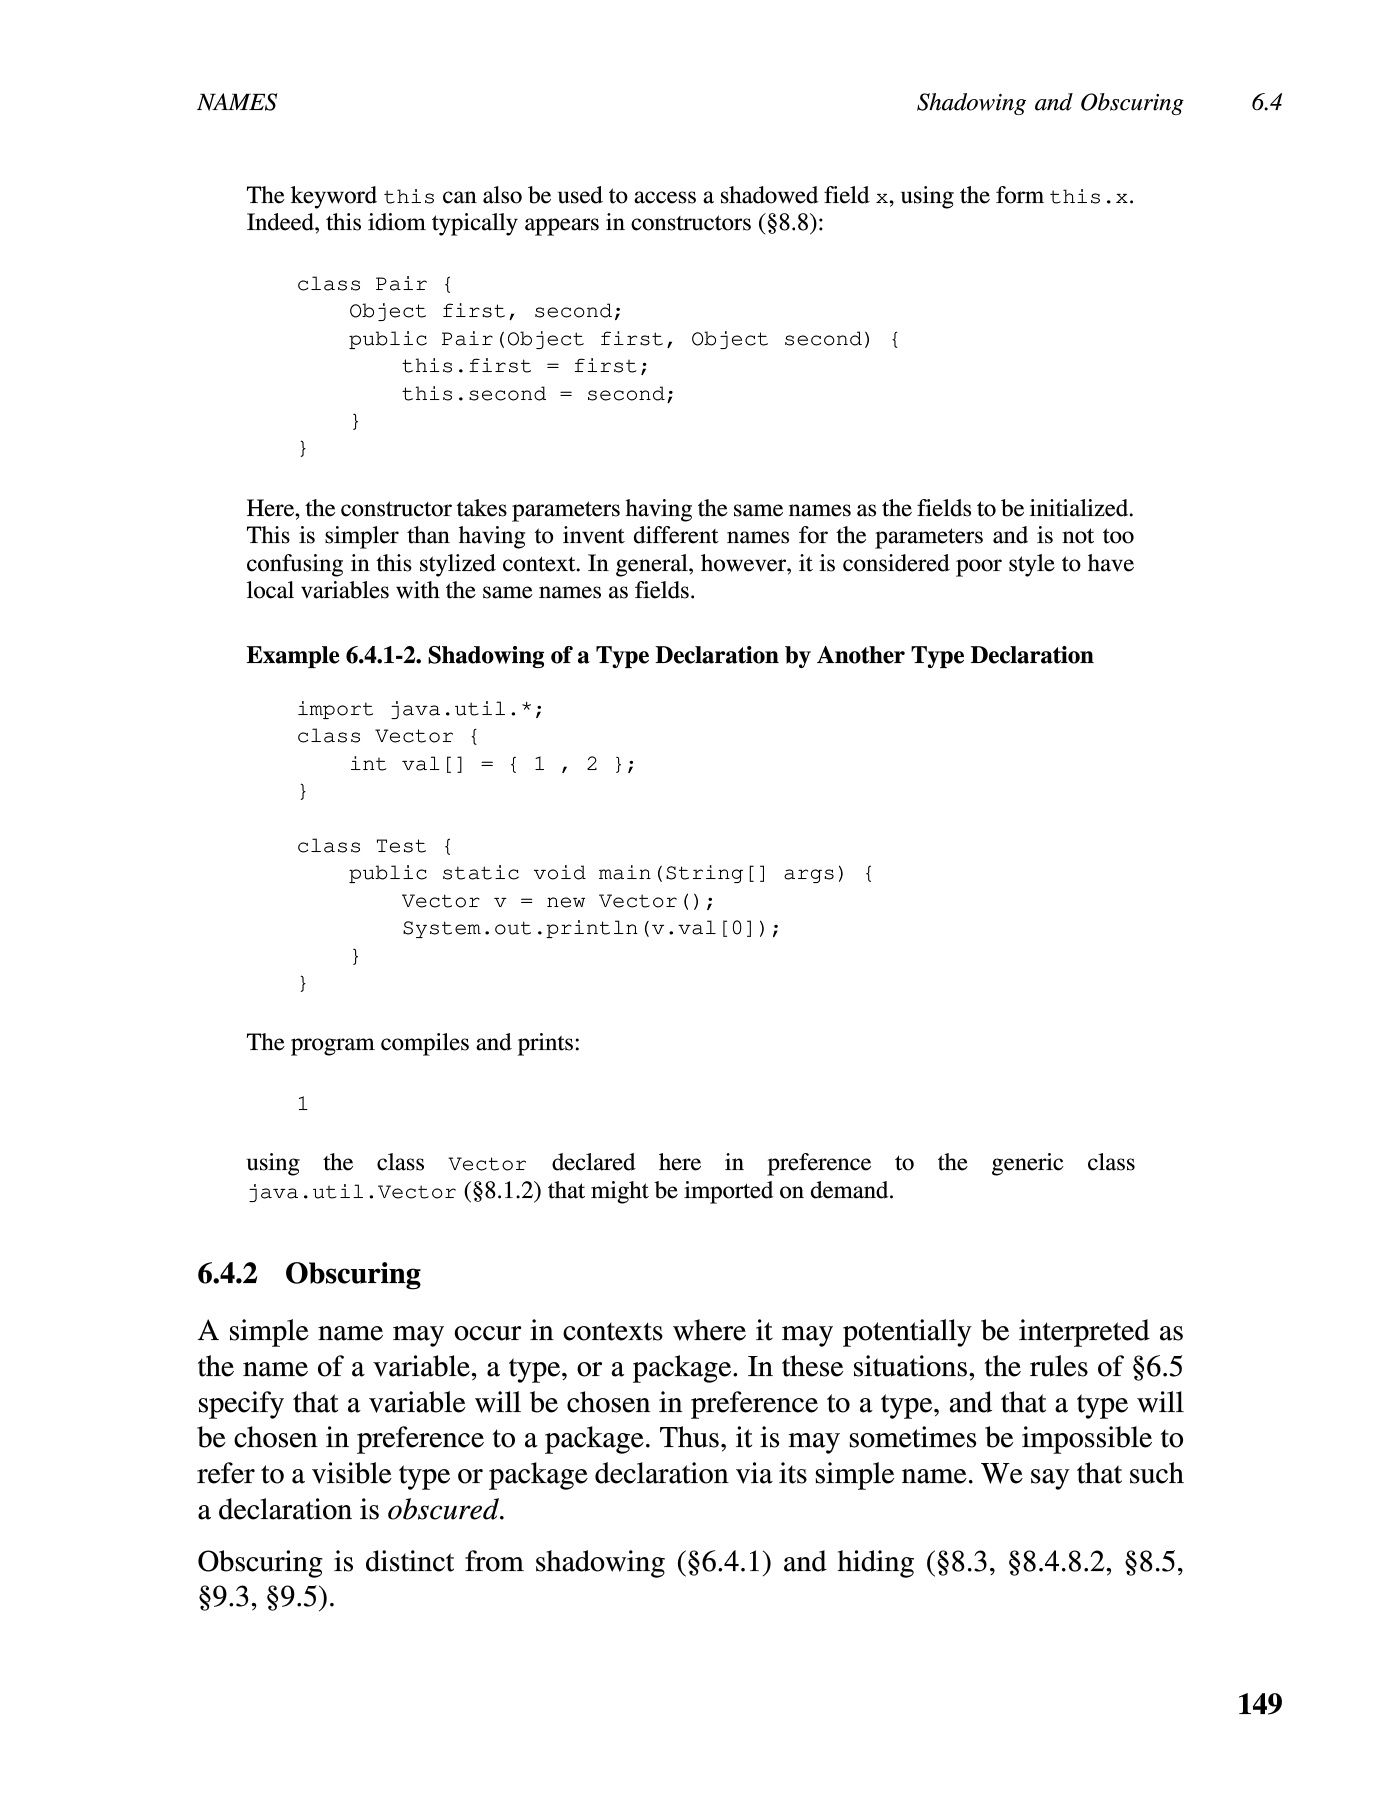 NAMES Shadowing and Obscuring 6.4
The keyword this can also be used to access a shadowed field x, using the form this.x.
Indeed, this idiom typically appears in constructors (§8.8):
class Pair {
    Object first, second;
    public Pair(Object first, Object second) {
        this.first = first;
        this.second = second;
    }
}
Here, the constructor takes parameters having the same names as the fields to be initialized.
This is simpler than having to invent different names for the parameters and is not too
confusing in this stylized context. In general, however, it is considered poor style to have
local variables with the same names as fields.
Example 6.4.1-2. Shadowing of a Type Declaration by Another Type Declaration
import java.util.*;
class Vector {
    int val[] = { 1 , 2 };
}
class Test {
    public static void main(String[] args) {
        Vector v = new Vector();
        System.out.println(v.val[0]);
    }
}
The program compiles and prints:
1
using the class Vector declared here in preference to the generic class
java.util.Vector (§8.1.2) that might be imported on demand.
6.4.2 Obscuring
A simple name may occur in contexts where it may potentially be interpreted as
the name of a variable, a type, or a package. In these situations, the rules of §6.5
specify that a variable will be chosen in preference to a type, and that a type will
be chosen in preference to a package. Thus, it is may sometimes be impossible to
refer to a visible type or package declaration via its simple name. We say that such
a declaration is obscured.
Obscuring is distinct from shadowing (§6.4.1) and hiding (§8.3, §8.4.8.2, §8.5,
§9.3, §9.5).
149